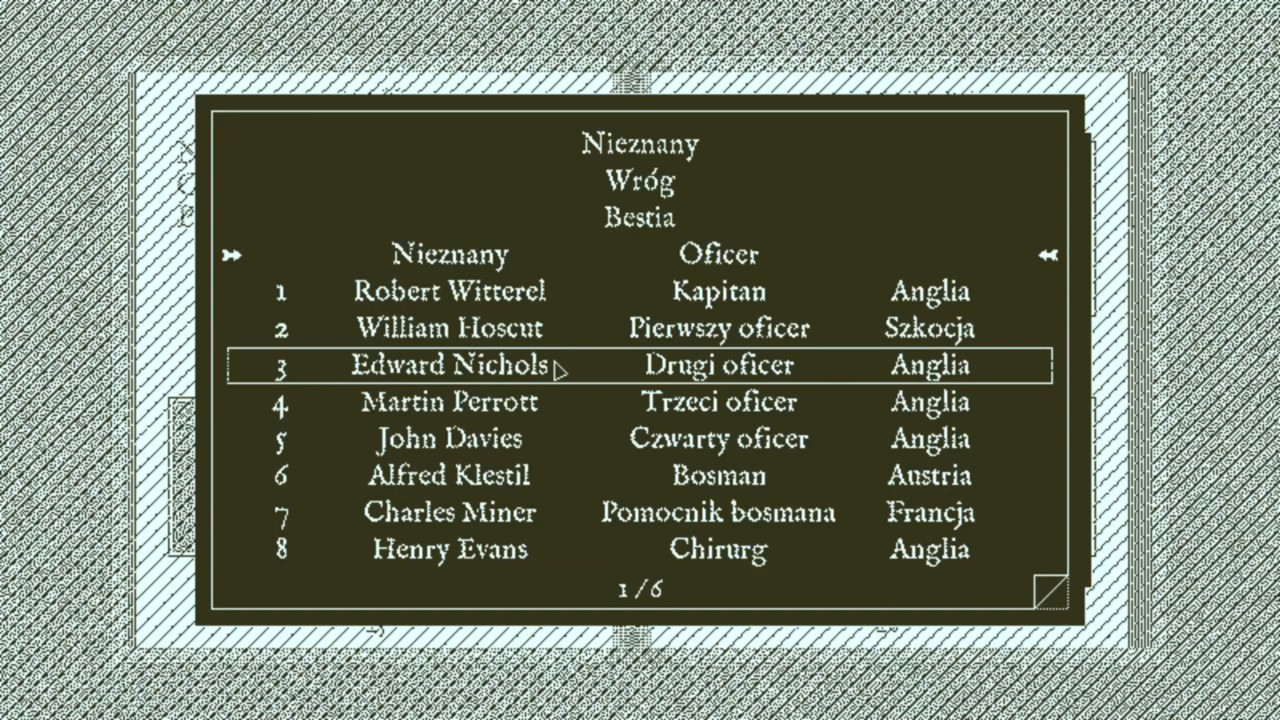 Nieznany
Wróg
Bestia
Nieznany Oficer
1 Robert Witterel Kapitan Anglia
2 William Hoscut Pierwszy oficer Szkocja
3 Edward Nichols Drugi oficer Anglia
4 Martin Perrott Trzeci oficer Anglia
5 John Davies Czwarty oficer Anglia
6 Alfred Klestil Bosman Austria
7 Charles Miner Pomocnik bosmana Francja
8 Henry Evans Chirurg Anglia
1/6